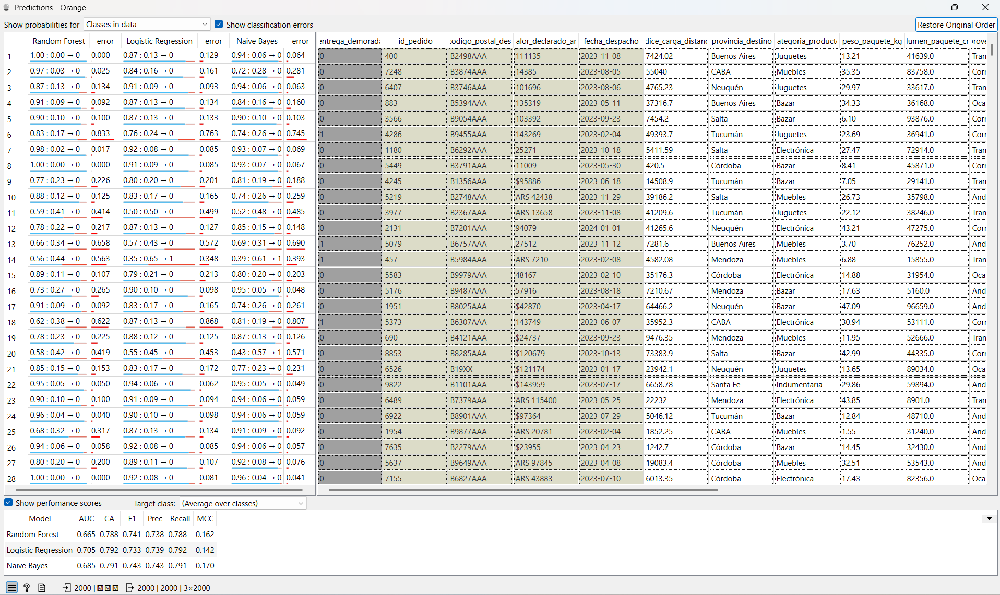 Predictions - Orange
Show probabilities for Classes in data Show classification errors Restore Original Order
Random Forest error Logistic Regression error Naive Bayes error entrega_demorada id_pedido :odigo_postal_des alor_declarado_ar fecha_despacho dice_carga_distanc provincia_destino ategoria_producto peso_paquete_kg lumen_paquete_cr prove
1 1.00 : 0.00 → 0 0.000 0.87 : 0.13 → 0 0.129 0.94 : 0.06 → 0 0.064 0 400 B2498AAA 111135 2023-11-08 7424.02 Buenos Aires Juguetes 13.21 41639.0 Tran
2 0.97 : 0.03 → 0 0.025 0.84 : 0.16 → 0 0.161 0.72 : 0.28 → 0 0.281 0 7248 B3874AAA 14385 2023-08-05 55040 CABA Muebles 35.35 83758.0 Corr
3 0.87 : 0.13 → 0 0.134 0.91 : 0.09 → 0 0.093 0.94 : 0.06 → 0 0.063 0 6407 B3746AAA 101696 2023-08-06 4765.23 Neuquén Juguetes 29.97 33617.0 Tran
4 0.91 : 0.09 → 0 0.092 0.87 : 0.13 → 0 0.134 0.84 : 0.16 → 0 0.160 0 883 B5394AAA 135319 2023-05-11 37316.7 Buenos Aires Bazar 34.33 36168.0 Oca
5 0.90 : 0.10 → 0 0.100 0.87 : 0.13 → 0 0.133 0.90 : 0.10 → 0 0.103 0 3566 B9054AAA 103392 2023-09-23 7454.2 Salta Bazar 6.10 93876.0 Corr
6 0.83 : 0.17 → 0 0.833 0.76 : 0.24 → 0 0.763 0.74 : 0.26 → 0 0.745 1 4286 B9455AAA 143269 2023-02-04 49393.7 Tucumán Juguetes 23.69 36941.0 Corr
7 0.98 : 0.02 → 0 0.017 0.92 : 0.08 → 0 0.085 0.93 : 0.07 → 0 0.069 0 1180 B6292AAA 25271 2023-10-18 5411.59 Salta Electrónica 27.47 72914.0 Tran
8 1.00 : 0.00 → 0 0.000 0.91 : 0.09 → 0 0.085 0.93 : 0.07 → 0 0.067 0 5449 B3791AAA 11009 2023-05-30 420.5 Córdoba Bazar 8.41 45871.0 Corr
9 0.77 : 0.23 → 0 0.226 0.80 : 0.20 → 0 0.201 0.81 : 0.19 → 0 0.188 0 4245 B1356AAA $95886 2023-06-18 14508.9 Tucumán Bazar 7.05 29141.0 Tran
10 0.88 : 0.12 → 0 0.125 0.83 : 0.17 → 0 0.165 0.74 : 0.26 → 0 0.259 0 5219 B2748AAA ARS 42438 2023-11-29 39186.2 Salta Muebles 26.73 35798.0 And
11 0.59 : 0.41 → 0 0.414 0.50 : 0.50 → 0 0.499 0.52 : 0.48 → 0 0.485 0 3977 B2367AAA ARS 13658 2023-11-08 41209.6 Tucumán Juguetes 22.12 38246.0 Tran
12 0.78 : 0.22 → 0 0.217 0.87 : 0.13 → 0 0.127 0.85 : 0.15 → 0 0.148 0 2131 B7201AAA 94079 2024-01-01 41265.6 Neuquén Electrónica 43.21 47275.0 Corr
13 0.66 : 0.34 → 0 0.658 0.57 : 0.43 → 0 0.572 0.69 : 0.31 → 0 0.690 1 5079 B6757AAA 27512 2023-11-12 7281.6 Buenos Aires Muebles 3.70 76252.0 And
14 0.56 : 0.44 → 0 0.563 0.35 : 0.65 → 1 0.348 0.39 : 0.61 → 1 0.393 1 457 B5984AAA ARS 7210 2023-02-08 4582.08 Mendoza Muebles 6.88 15855.0 Tran
15 0.89 : 0.11 → 0 0.107 0.79 : 0.21 → 0 0.213 0.80 : 0.20 → 0 0.203 0 5583 B9979AAA 48167 2023-02-10 35176.3 Córdoba Electrónica 14.88 31954.0 Oca
16 0.73 : 0.27 → 0 0.265 0.90 : 0.10 → 0 0.098 0.95 : 0.05 → 0 0.048 0 5176 B9487AAA 57916 2023-08-18 7210.67 Mendoza Bazar 17.63 5160.0 And
17 0.91 : 0.09 → 0 0.092 0.83 : 0.17 → 0 0.165 0.74 : 0.26 → 0 0.261 0 1951 B8025AAA $42870 2023-04-17 64466.2 Neuquén Bazar 47.09 96659.0 And
18 0.62 : 0.38 → 0 0.622 0.87 : 0.13 → 0 0.868 0.81 : 0.19 → 0 0.807 1 5373 B6307AAA 143749 2023-06-07 35952.3 CABA Electrónica 30.94 53111.0 Corr
19 0.78 : 0.23 → 0 0.225 0.88 : 0.12 → 0 0.125 0.87 : 0.13 → 0 0.126 0 690 B4121AAA $24737 2023-09-23 9476.35 Mendoza Muebles 11.95 52666.0 Tran
20 0.58 : 0.42 → 0 0.419 0.55 : 0.45 → 0 0.453 0.43 : 0.57 → 1 0.571 0 8853 B8285AAA $120679 2023-10-13 73383.9 Salta Bazar 42.99 44335.0 Corr
21 0.85 : 0.15 → 0 0.153 0.83 : 0.17 → 0 0.172 0.77 : 0.23 → 0 0.231 0 6526 B19XX $121174 2023-01-17 23942.1 Neuquén Juguetes 13.65 89034.0 Oca
22 0.95 : 0.05 → 0 0.050 0.94 : 0.06 → 0 0.062 0.95 : 0.05 → 0 0.049 0 9822 B1101AAA $143959 2023-07-17 6658.78 Santa Fe Indumentaria 29.86 59894.0 And
23 0.90 : 0.10 → 0 0.100 0.91 : 0.09 → 0 0.094 0.94 : 0.06 → 0 0.059 0 6489 B7379AAA ARS 115400 2023-05-25 22232 Mendoza Electrónica 43.85 8901.0 Tran
24 0.96 : 0.04 → 0 0.040 0.90 : 0.10 → 0 0.098 0.94 : 0.06 → 0 0.059 0 6922 B8901AAA $97364 2023-07-29 5046.12 Tucumán Bazar 12.84 48710.0 And
25 0.68 : 0.32 → 0 0.317 0.87 : 0.13 → 0 0.134 0.91 : 0.09 → 0 0.092 0 1954 B9877AAA ARS 20781 2023-02-04 1852.25 CABA Muebles 1.55 31240.0 And
26 0.94 : 0.06 → 0 0.058 0.92 : 0.08 → 0 0.085 0.94 : 0.06 → 0 0.057 0 7635 B2279AAA $23955 2023-04-23 1242.7 Córdoba Bazar 14.45 32430.0 And
27 0.80 : 0.20 → 0 0.200 0.89 : 0.11 → 0 0.107 0.92 : 0.08 → 0 0.076 0 5637 B9649AAA ARS 97845 2023-04-08 19083.4 Córdoba Muebles 32.51 53543.0 And
28 1.00 : 0.00 → 0 0.000 0.92 : 0.08 → 0 0.081 0.96 : 0.04 → 0 0.041 0 7155 B6827AAA ARS 43883 2023-07-10 6013.35 Córdoba Electrónica 17.43 82356.0 Oca
Show perfomance scores Target class: (Average over classes)
Model AUC CA F1 Prec Recall MCC
Random Forest 0.665 0.788 0.741 0.738 0.788 0.162
Logistic Regression 0.705 0.792 0.733 0.739 0.792 0.142
Naive Bayes 0.685 0.791 0.743 0.743 0.791 0.170
? 2000 | M M M 2000 | 2000 | 3×2000